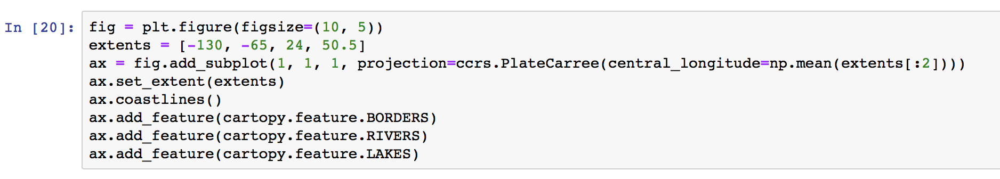 In [20]: fig = plt.figure(figsize=(10, 5))
extents = [-130, -65, 24, 50.5]
ax = fig.add_subplot(1, 1, 1, projection=ccrs.PlateCarree(central_longitude=np.mean(extents[:2])))
ax.set_extent(extents)
ax.coastlines()
ax.add_feature(cartopy.feature.BORDERS)
ax.add_feature(cartopy.feature.RIVERS)
ax.add_feature(cartopy.feature.LAKES)